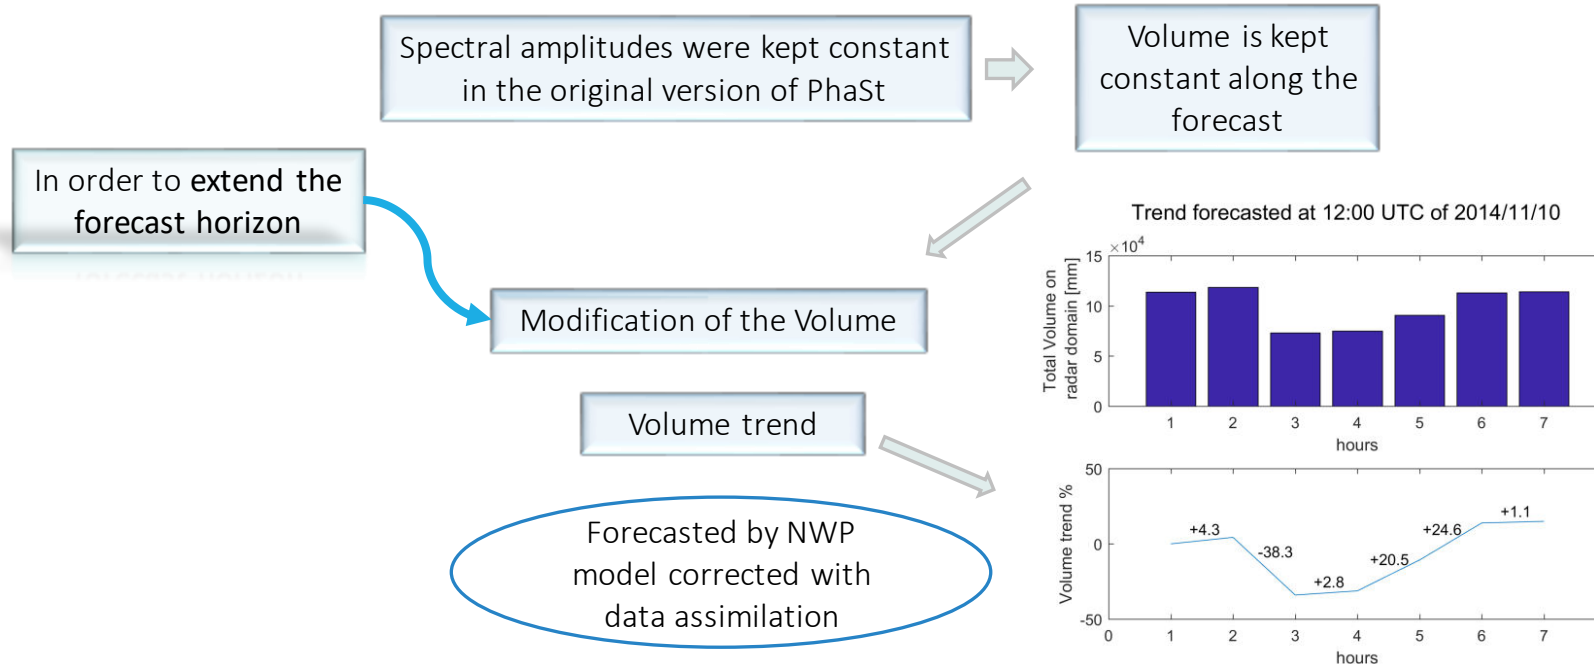 Spectral amplitudes were kept constant
in the original version of PhaSt
Volume is kept
constant along the
forecast
In order to extend the
forecast horizon
Modification of the Volume
Volume trend
Forecasted by NWP
model corrected with
data assimilation
Trend forecasted at 12:00 UTC of 2014/11/10
×10⁴
15
10
5
0
Total Volume on
radar domain [mm]
1 2 3 4 5 6 7
hours
50
0
-50
Volume trend %
+4.3
-38.3
+2.8
+20.5
+24.6
+1.1
0 1 2 3 4 5 6 7
hours